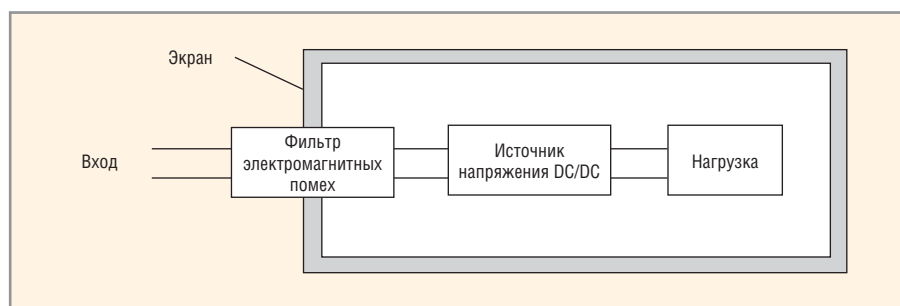 Экран
Вход
Фильтр
электромагнитных
помех
Источник
напряжения DC/DC
Нагрузка